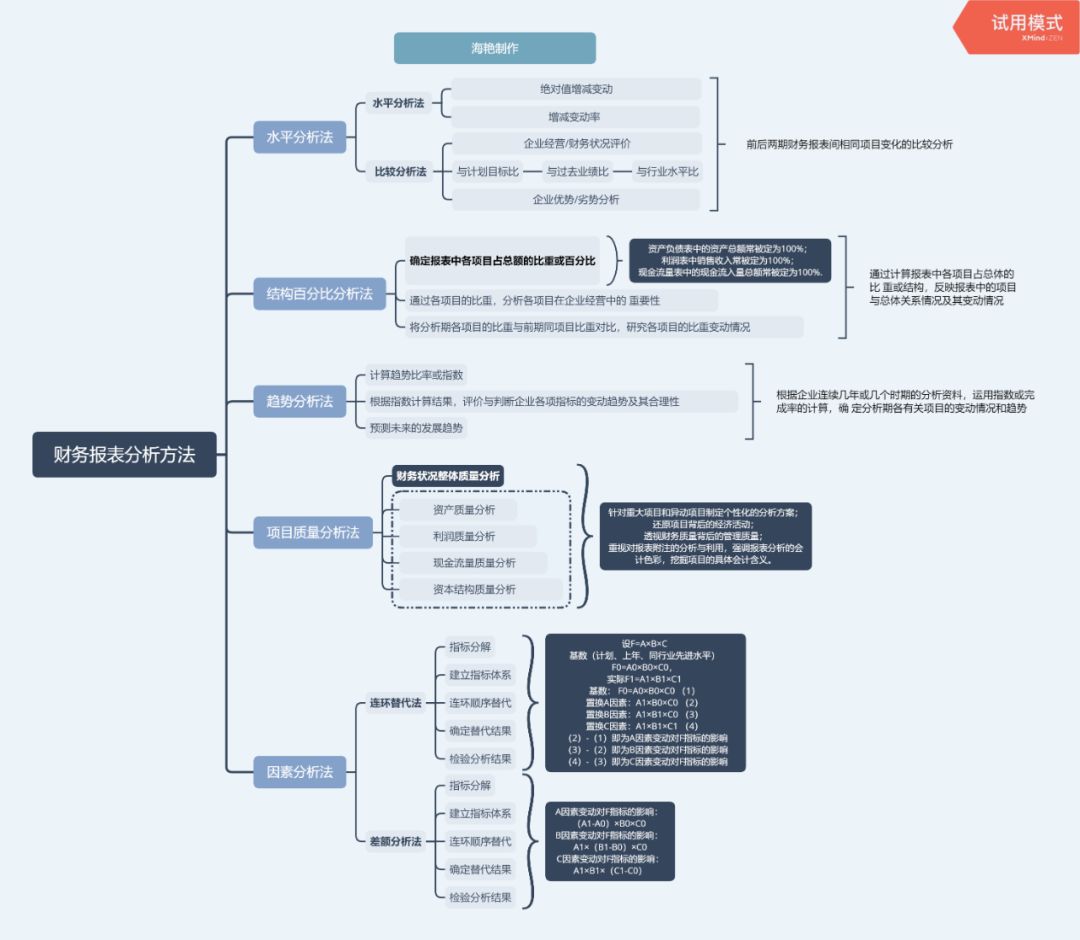 试用模式
XMind:ZEN
海艳制作
财务报表分析方法
水平分析法
水平分析法
绝对值增减变动
增减变动率
比较分析法
企业经营/财务状况评价
与计划目标比
与过去业绩比
与行业水平比
企业优势/劣势分析
前后两期财务报表间相同项目变化的比较分析
结构百分比分析法
确定报表中各项目占总额的比重或百分比
资产负债表中的资产总额常被定为100%；
利润表中销售收入常被定为100%；
现金流量表中的现金流入量总额常被定为100%.
通过各项目的比重，分析各项目在企业经营中的 重要性
将分析期各项目的比重与前期同项目比重对比，研究各项目的比重变动情况
通过计算报表中各项目占总体的
比 重或结构，反映报表中的项目
与总体关系情况及其变动情况
趋势分析法
计算趋势比率或指数
根据指数计算结果，评价与判断企业各项指标的变动趋势及其合理性
预测未来的发展趋势
根据企业连续几年或几个时期的分析资料，运用指数或完
成率的计算，确 定分析期各有关项目的变动情况和趋势
项目质量分析法
财务状况整体质量分析
资产质量分析
利润质量分析
现金流量质量分析
资本结构质量分析
针对重大项目和异动项目制定个性化的分析方案；
还原项目背后的经济活动；
透视财务质量背后的管理质量；
重视对报表附注的分析与利用，强调报表分析的会
计色彩，挖掘项目的具体会计含义。
因素分析法
连环替代法
指标分解
建立指标体系
连环顺序替代
确定替代结果
检验分析结果
设F=A×B×C
基数（计划、上年、同行业先进水平）
F0=A0×B0×C0,
实际F1=A1×B1×C1
基数： F0=A0×B0×C0 （1）
置换A因素：A1×B0×C0 （2）
置换B因素：A1×B1×C0 （3）
置换C因素：A1×B1×C1 （4）
（2）-（1）即为A因素变动对F指标的影响
（3）-（2）即为B因素变动对F指标的影响
（4）-（3）即为C因素变动对F指标的影响
差额分析法
指标分解
建立指标体系
连环顺序替代
确定替代结果
检验分析结果
A因素变动对F指标的影响：
（A1-A0）×B0×C0
B因素变动对F指标的影响：
A1×（B1-B0）×C0
C因素变动对F指标的影响：
A1×B1×（C1-C0）